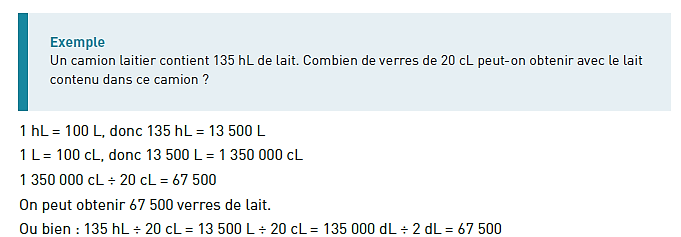 Exemple
Un camion laitier contient 135 hL de lait. Combien de verres de 20 cL peut-on obtenir avec le lait
contenu dans ce camion ?
1 hL = 100 L, donc 135 hL = 13 500 L
1 L = 100 cL, donc 13 500 L = 1 350 000 cL
1 350 000 cL ÷ 20 cL = 67 500
On peut obtenir 67 500 verres de lait.
Ou bien : 135 hL ÷ 20 cL = 13 500 L ÷ 20 cL = 135 000 dL ÷ 2 dL = 67 500